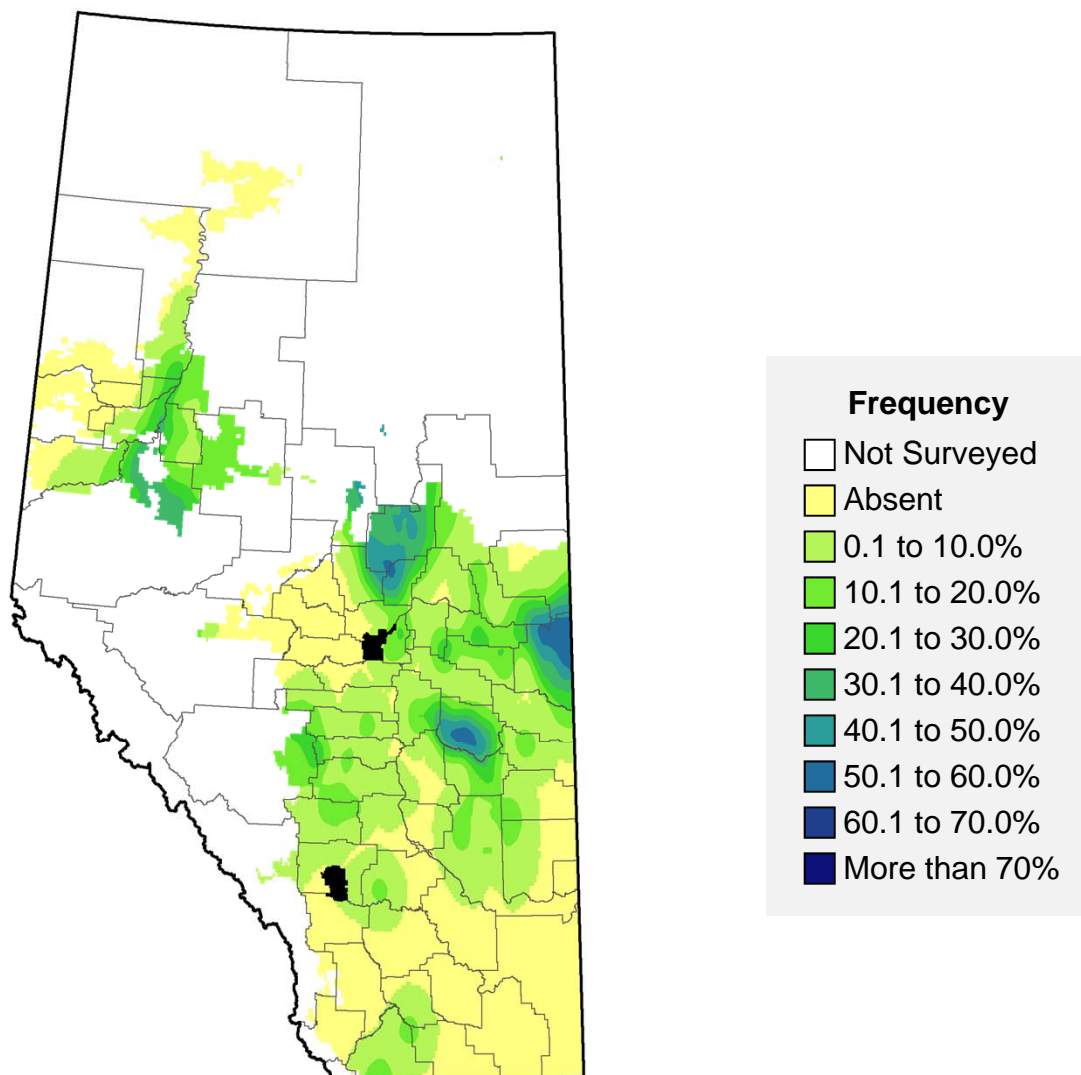 Frequency
Not Surveyed
Absent
0.1 to 10.0%
10.1 to 20.0%
20.1 to 30.0%
30.1 to 40.0%
40.1 to 50.0%
50.1 to 60.0%
60.1 to 70.0%
More than 70%